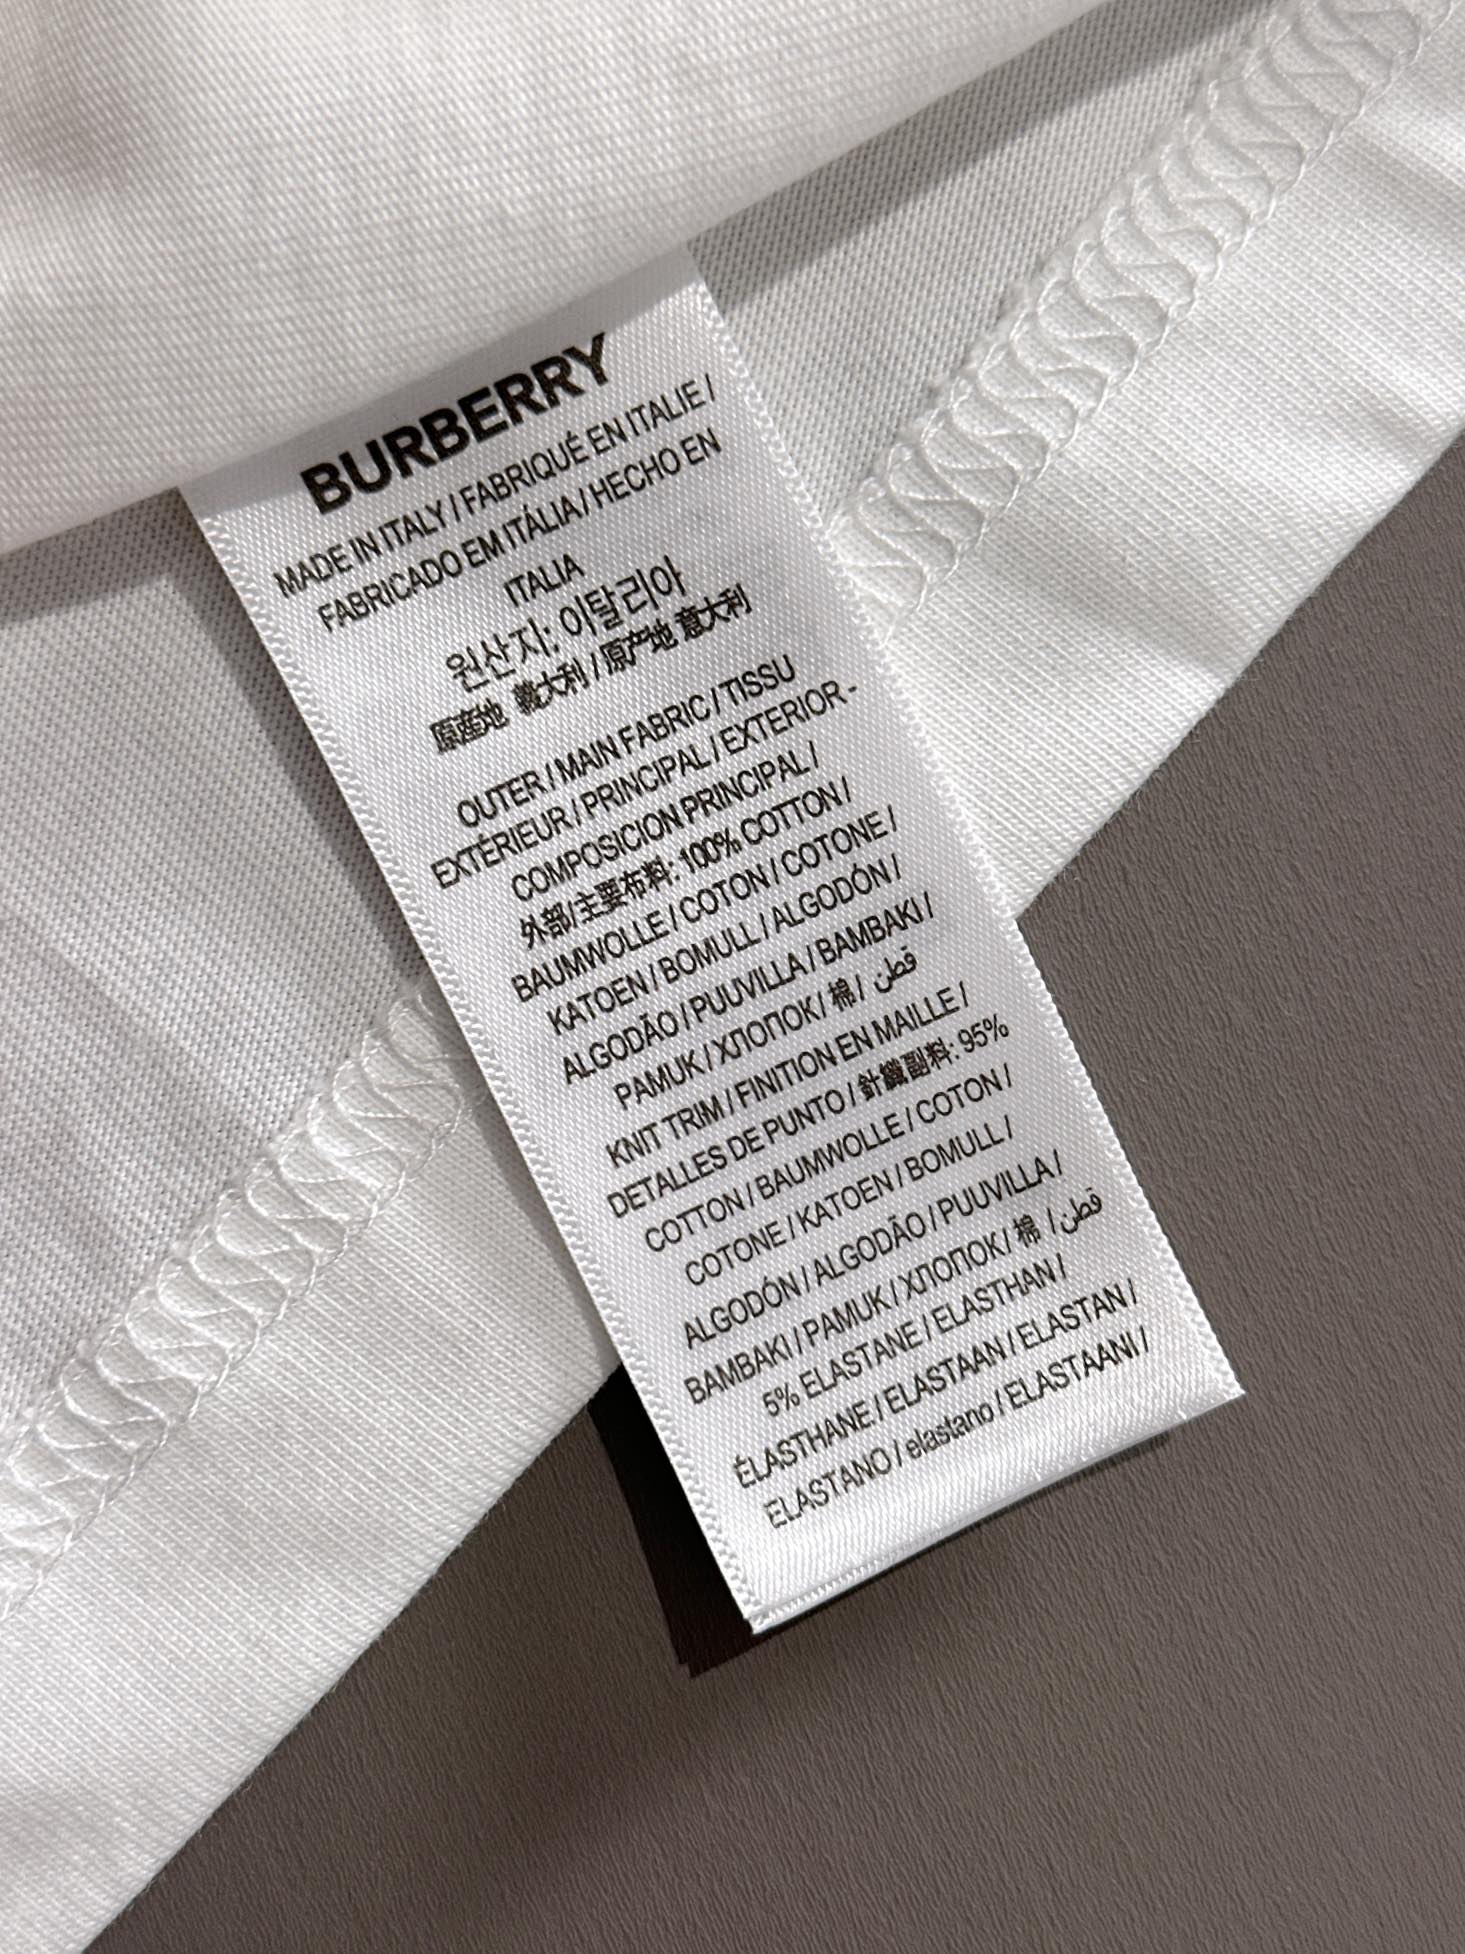 BURBERRY
MADE IN ITALY / FABRIQUÉ EN ITALIE /
FABRICADO EM ITÁLIA / HECHO EN
ITALIA
원산지: 이탈리아
原產地 義大利 / 原产地 意大利
OUTER / MAIN FABRIC / TISSU
EXTÉRIEUR / PRINCIPAL / EXTERIOR -
COMPOSICION PRINCIPAL /
外部/主要布料: 100% COTTON /
BAUMWOLLE / COTON / COTONE /
KATOEN / BOMULL / ALGODÓN /
ALGODÃO / PUUVILLA / BAMBAKI /
PAMUK / ХЛОПОК / 棉 / قطن
KNIT TRIM / FINITION EN MAILLE /
DETALLES DE PUNTO / 針織副料: 95%
COTTON / BAUMWOLLE / COTON /
COTONE / KATOEN / BOMULL /
ALGODÓN / ALGODÃO / PUUVILLA /
BAMBAKI / PAMUK / ХЛОПОК / 棉 / قطن
5% ELASTANE / ELASTHAN /
ÉLASTHANE / ELASTAAN / ELASTAN /
ELASTANO / elastano / ELASTAANI /